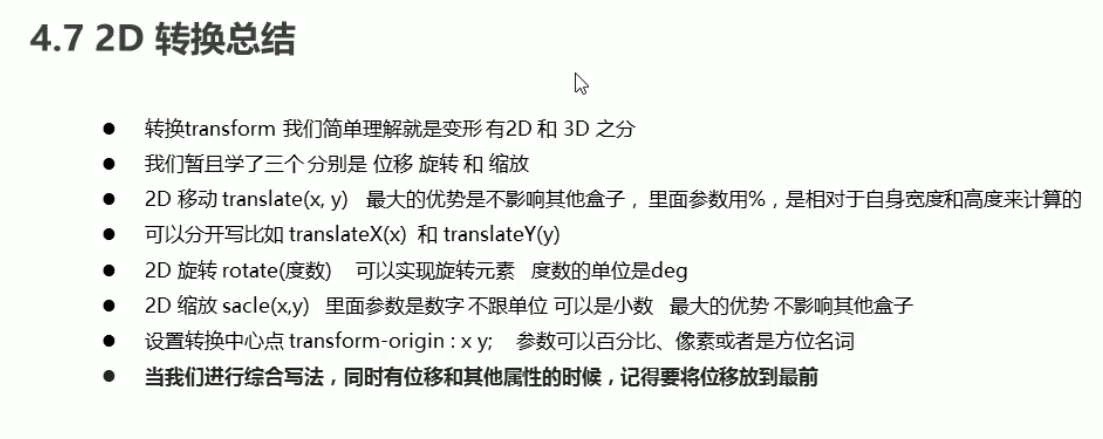 4.7 2D 转换总结
● 转换transform 我们简单理解就是变形 有2D 和 3D 之分
● 我们暂且学了三个 分别是 位移 旋转 和 缩放
● 2D 移动 translate(x, y) 最大的优势是不影响其他盒子，里面参数用%，是相对于自身宽度和高度来计算的
● 可以分开写比如 translateX(x) 和 translateY(y)
● 2D 旋转 rotate(度数) 可以实现旋转元素 度数的单位是deg
● 2D 缩放 sacle(x,y) 里面参数是数字 不跟单位 可以是小数 最大的优势 不影响其他盒子
● 设置转换中心点 transform-origin : x y; 参数可以百分比、像素或者是方位名词
● 当我们进行综合写法，同时有位移和其他属性的时候，记得要将位移放到最前